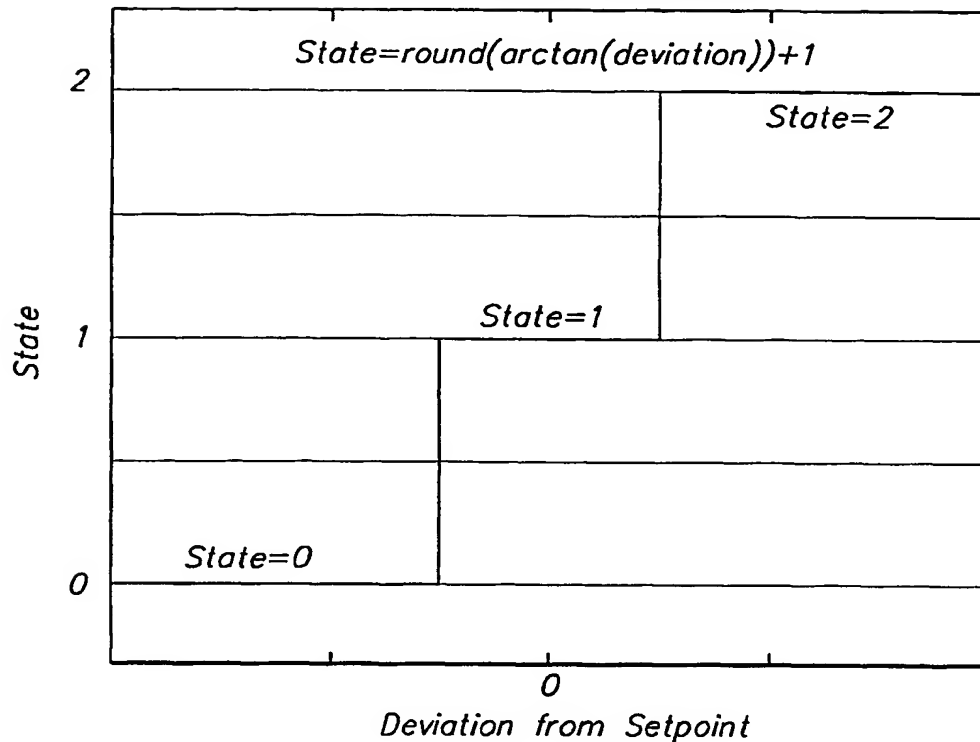 State=round(arctan(deviation))+1
2
State=2
State=1
1
State
State=0
0
0
Deviation from Setpoint